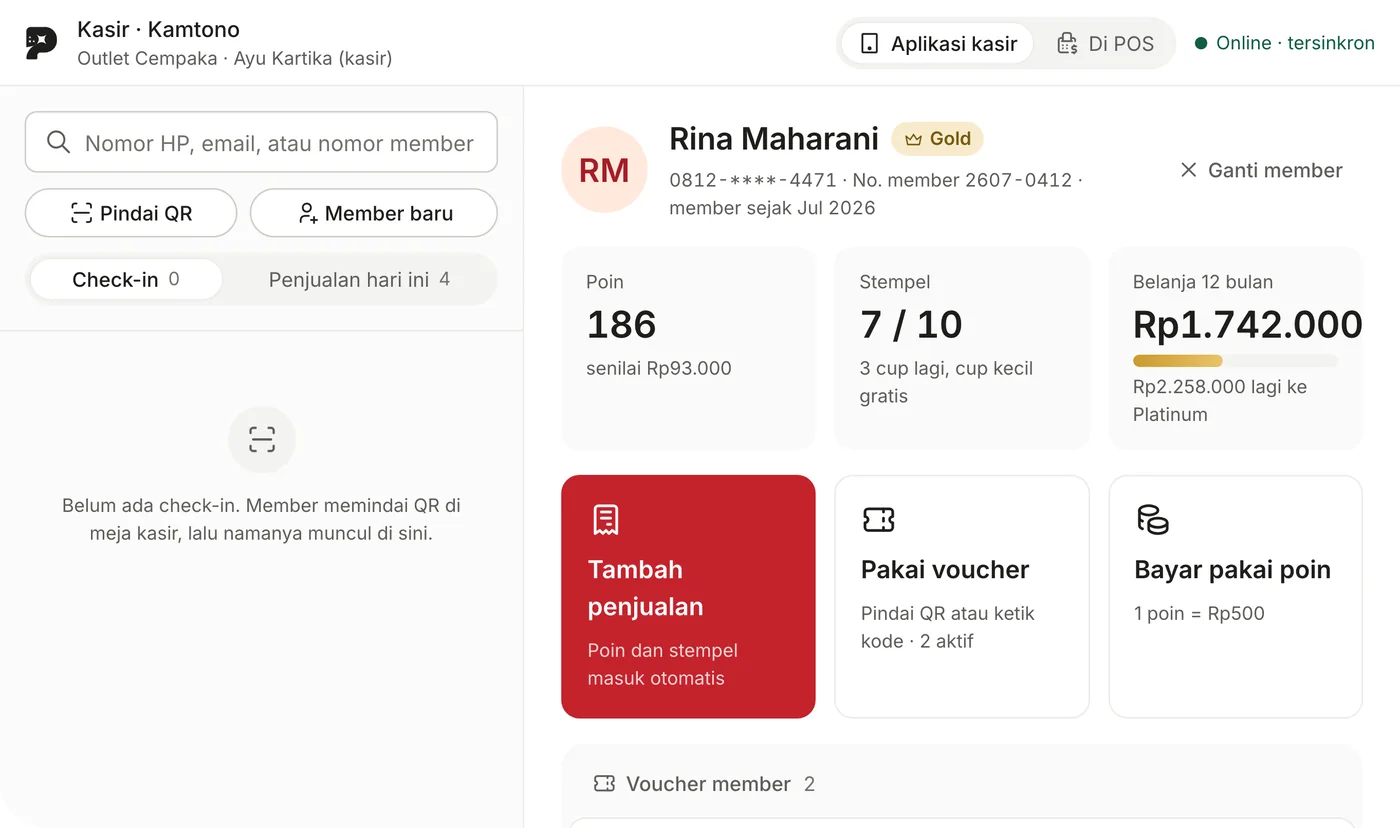 Kasir · Kamtono
Outlet Cempaka · Ayu Kartika (kasir)
Aplikasi kasir
Di POS
Online · tersinkron
Nomor HP, email, atau nomor member
Pindai QR
Member baru
Check-in 0
Penjualan hari ini 4
Belum ada check-in. Member memindai QR di
meja kasir, lalu namanya muncul di sini.
RM
Rina Maharani
Gold
0812-****-4471 · No. member 2607-0412 ·
member sejak Jul 2026
Ganti member
Poin
186
senilai Rp93.000
Stempel
7 / 10
3 cup lagi, cup kecil
gratis
Belanja 12 bulan
Rp1.742.000
Rp2.258.000 lagi ke
Platinum
Tambah
penjualan
Poin dan stempel
masuk otomatis
Pakai voucher
Pindai QR atau ketik
kode · 2 aktif
Bayar pakai poin
1 poin = Rp500
Voucher member 2